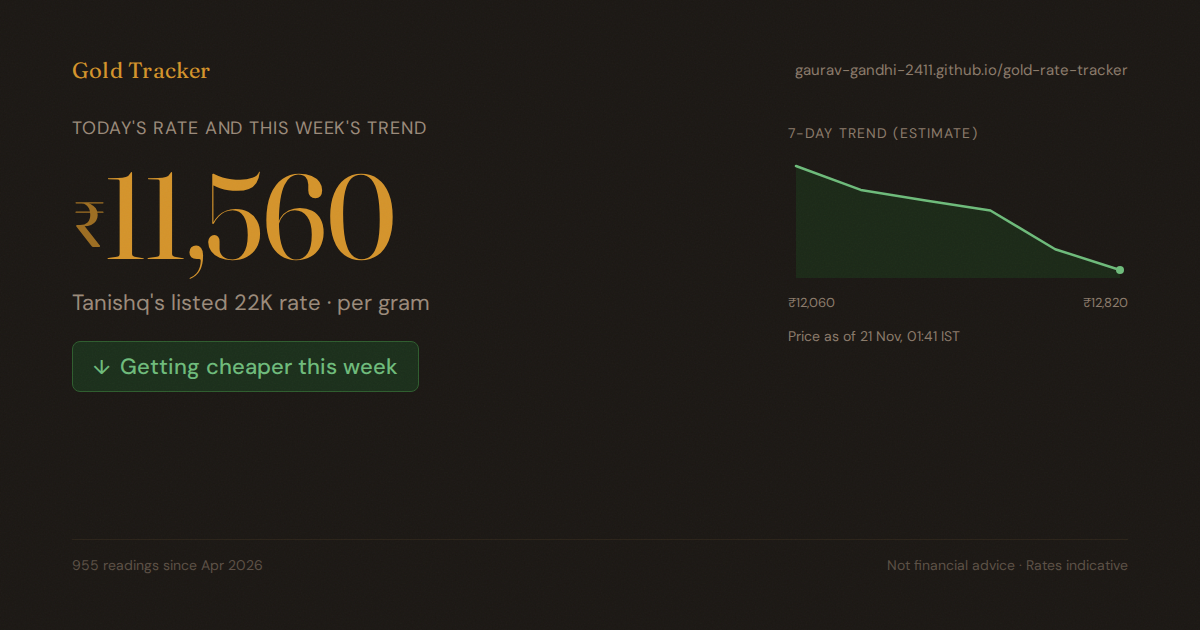 Gold Tracker
gaurav-gandhi-2411.github.io/gold-rate-tracker
TODAY'S RATE AND THIS WEEK'S TREND
₹11,560
Tanishq's listed 22K rate · per gram
↓ Getting cheaper this week
7-DAY TREND (ESTIMATE)
₹12,060 ₹12,820
Price as of 21 Nov, 01:41 IST
955 readings since Apr 2026
Not financial advice · Rates indicative